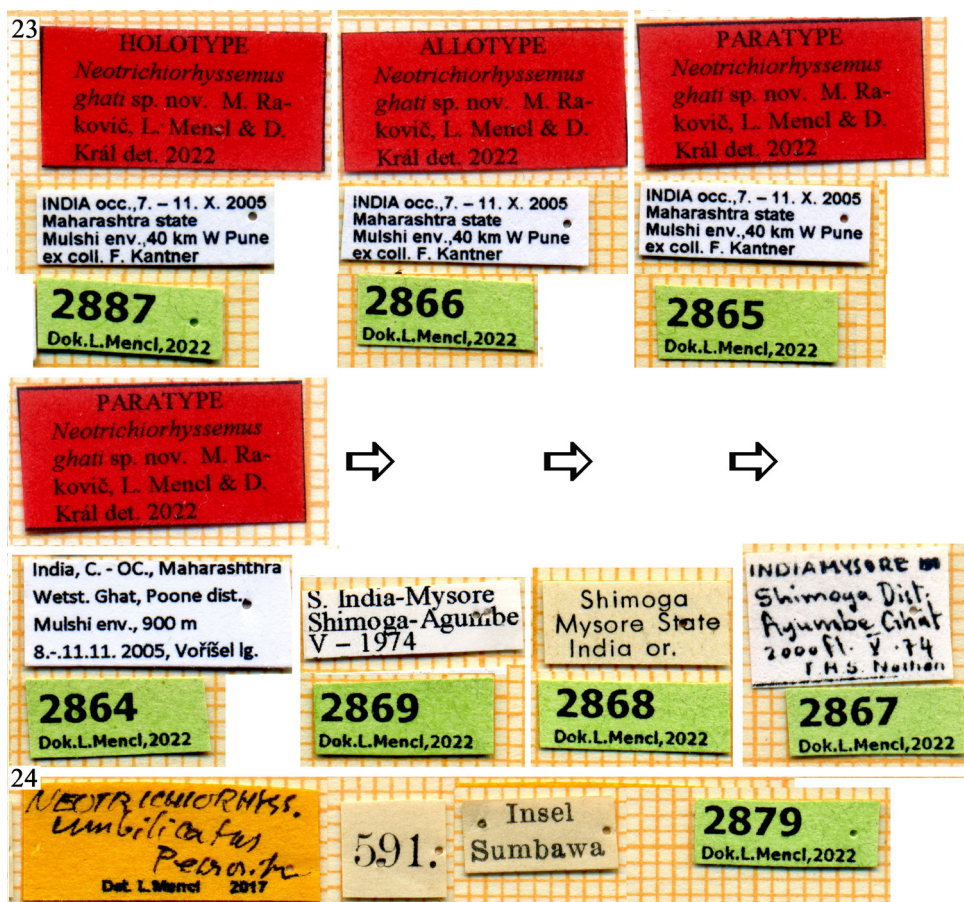 23
HOLOTYPE
Neotrichiorhyssemus
ghati sp. nov. M. Ra-
kovič, L. Mencl & D.
Král det. 2022
INDIA occ.,7. – 11. X. 2005
Maharashtra state
Mulshi env.,40 km W Pune
ex coll. F. Kantner
2887
Dok.L.Mencl,2022
ALLOTYPE
Neotrichiorhyssemus
ghati sp. nov. M. Ra-
kovič, L. Mencl & D.
Král det. 2022
INDIA occ.,7. – 11. X. 2005
Maharashtra state
Mulshi env.,40 km W Pune
ex coll. F. Kantner
2866
Dok.L.Mencl,2022
PARATYPE
Neotrichiorhyssemus
ghati sp. nov. M. Ra-
kovič, L. Mencl & D.
Král det. 2022
INDIA occ.,7. – 11. X. 2005
Maharashtra state
Mulshi env.,40 km W Pune
ex coll. F. Kantner
2865
Dok.L.Mencl,2022
PARATYPE
Neotrichiorhyssemus
ghati sp. nov. M. Ra-
kovič, L. Mencl & D.
Král det. 2022
India, C. - OC., Maharashthra
Wetst. Ghat, Poone dist.,
Mulshi env., 900 m
8.-.11.11. 2005, Voříšel lg.
2864
Dok.L.Mencl,2022
S. India-Mysore
Shimoga-Agumbe
V – 1974
2869
Dok.L.Mencl,2022
Shimoga
Mysore State
India or.
2868
Dok.L.Mencl,2022
INDIA MYSORE
Shimoga Dist.
Agumbe Ghat
2000 ft. V .74
T.H.S. Nathan
2867
Dok.L.Mencl,2022
24
NEOTRICHIORHYSS.
umbilicatus
Det. L.Mencl 2017
591.
Insel
Sumbawa
2879
Dok.L.Mencl,2022